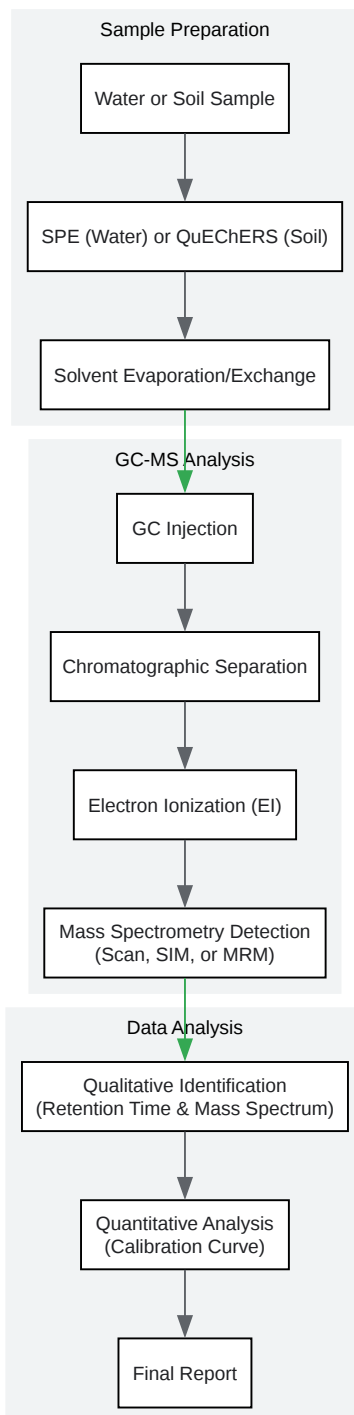 Sample Preparation
Water or Soil Sample
SPE (Water) or QuEChERS (Soil)
Solvent Evaporation/Exchange
GC-MS Analysis
GC Injection
Chromatographic Separation
Electron Ionization (EI)
Mass Spectrometry Detection
(Scan, SIM, or MRM)
Data Analysis
Qualitative Identification
(Retention Time & Mass Spectrum)
Quantitative Analysis
(Calibration Curve)
Final Report